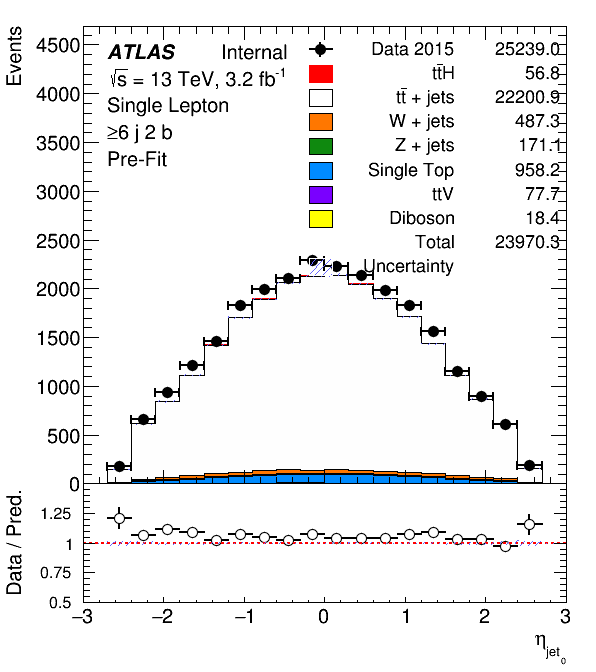 Events
4500
4000
3500
3000
2500
2000
1500
1000
500
0
ATLAS Internal
√s = 13 TeV, 3.2 fb⁻¹
Single Lepton
≥6 j 2 b
Pre-Fit
Data 2015 25239.0
tt̄H 56.8
tt̄ + jets 22200.9
W + jets 487.3
Z + jets 171.1
Single Top 958.2
ttV 77.7
Diboson 18.4
Total 23970.3
Uncertainty
Data / Pred.
1.25
1
0.75
0.5
−3 −2 −1 0 1 2 3
η_jet_0